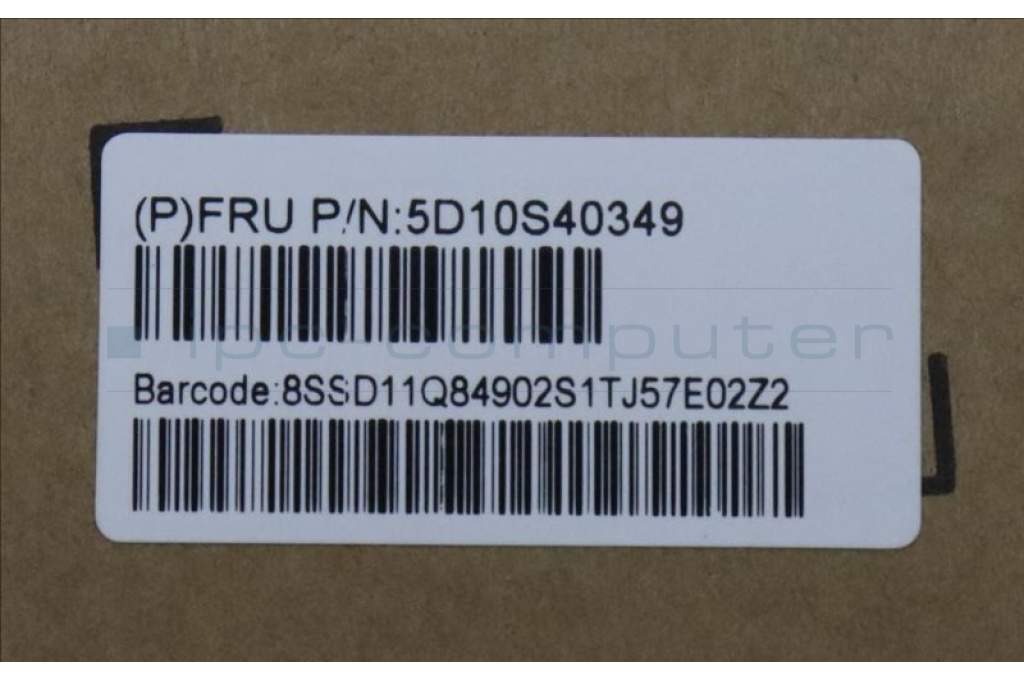 (P)FRU P/N:5D10S40349
ipc-computer
Barcode:8SSD11Q84902S1TJ57E02Z2